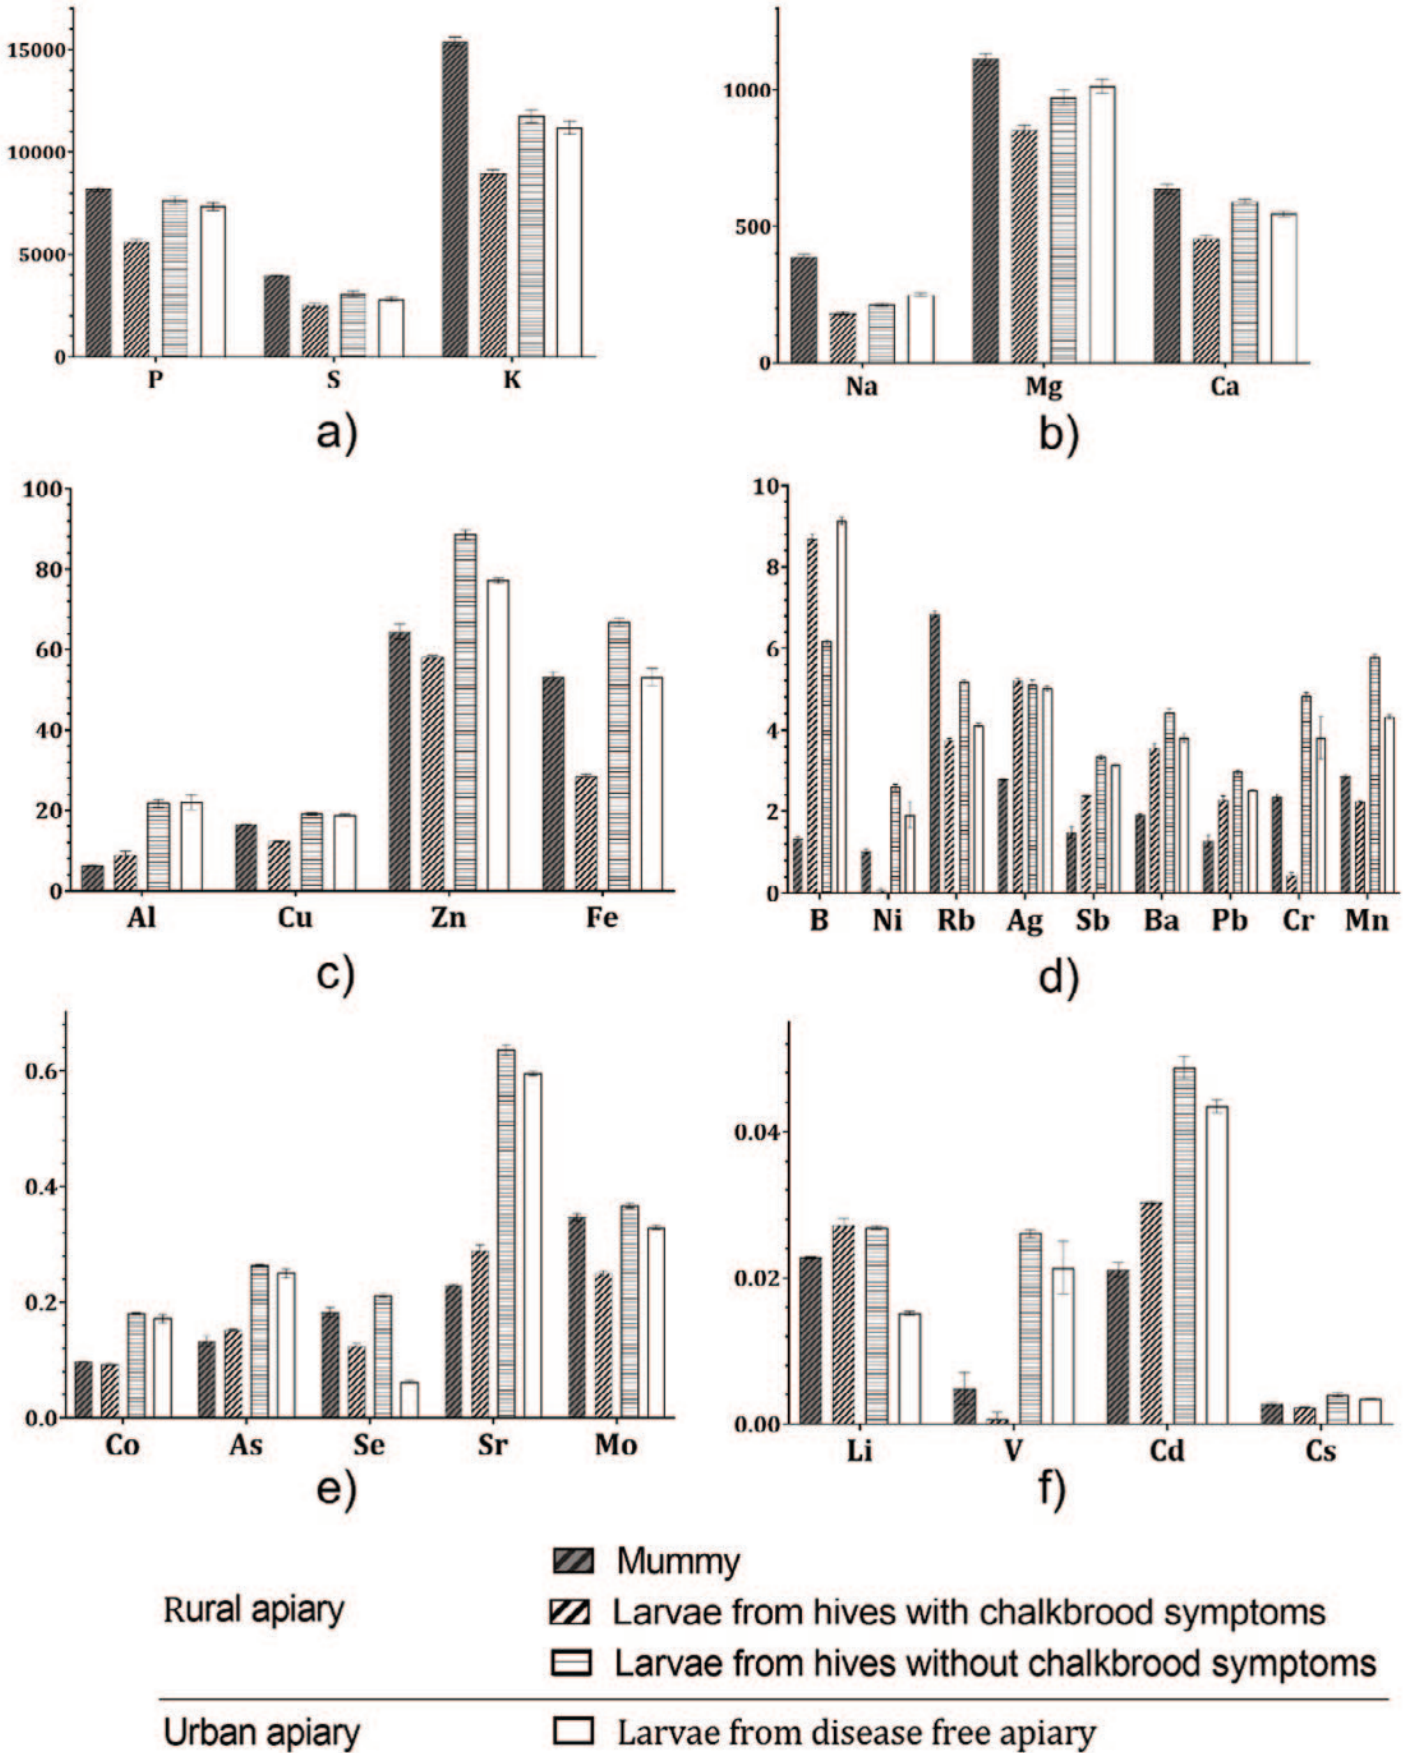 15000
10000
5000
0
P S K
a)
1000
500
0
Na Mg Ca
b)
100
80
60
40
20
0
Al Cu Zn Fe
c)
10
8
6
4
2
0
B Ni Rb Ag Sb Ba Pb Cr Mn
d)
0.6
0.4
0.2
0.0
Co As Se Sr Mo
e)
0.04
0.02
0.00
Li V Cd Cs
f)
Mummy
Rural apiary Larvae from hives with chalkbrood symptoms
Larvae from hives without chalkbrood symptoms
Urban apiary Larvae from disease free apiary